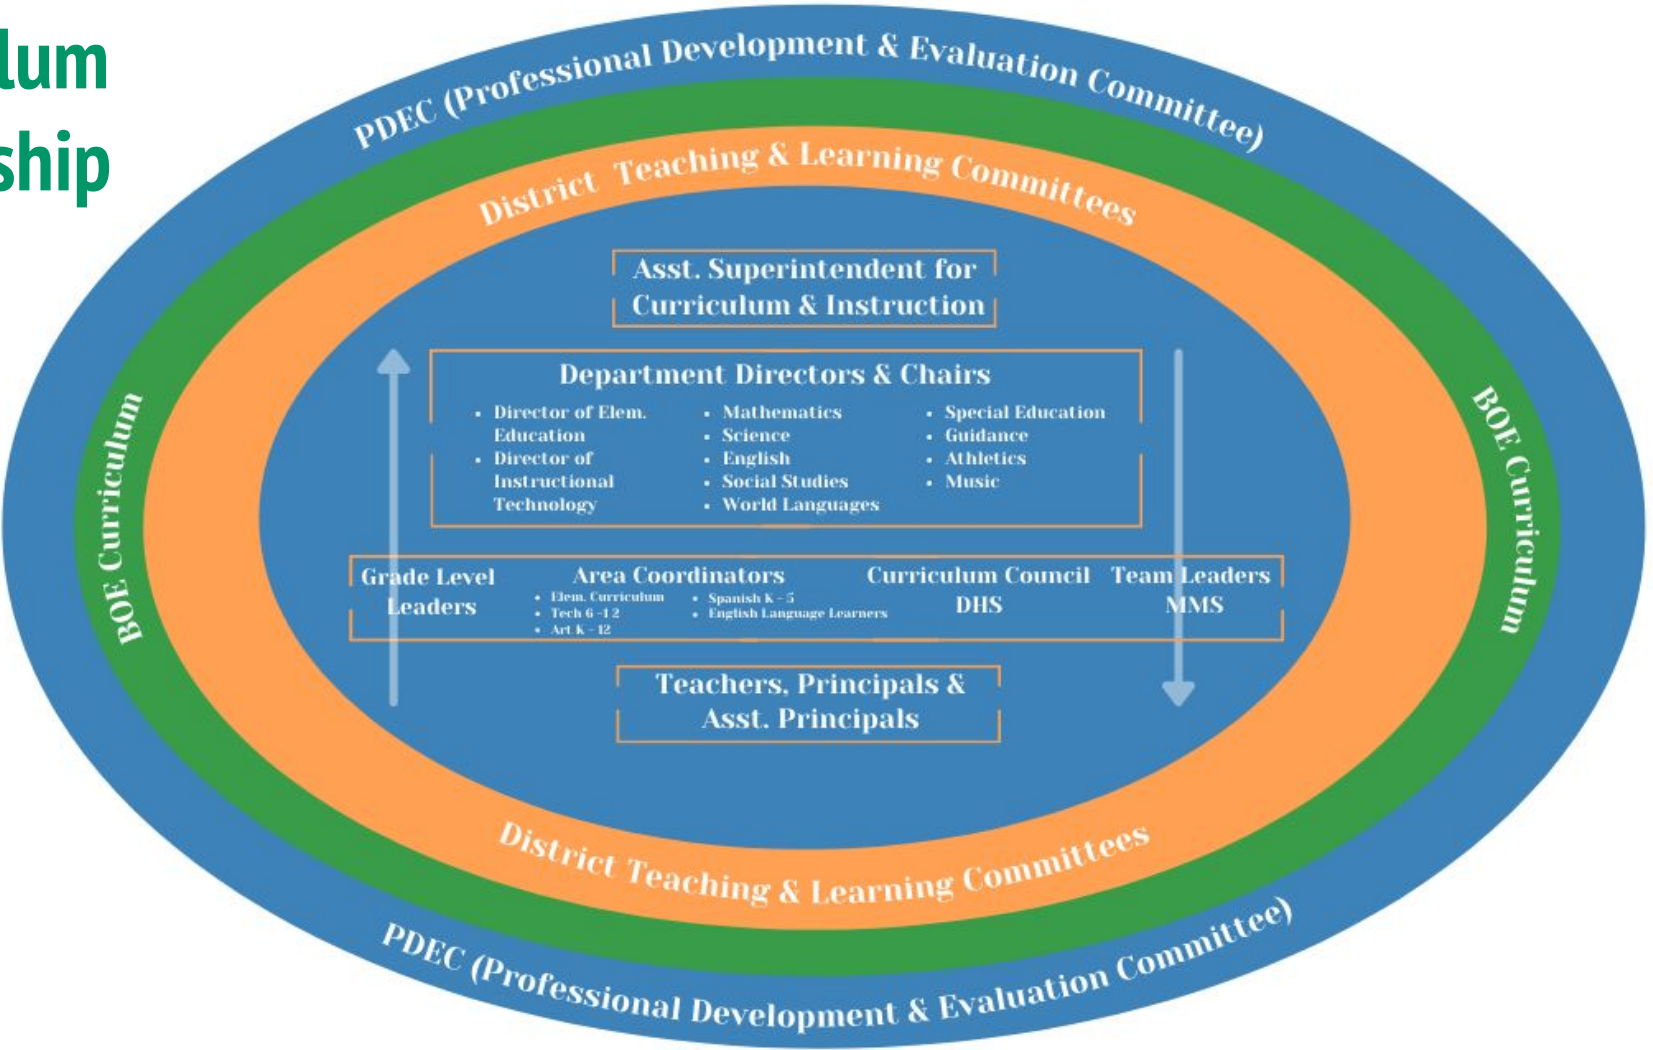 lum
ship
PDEC (Professional Development & Evaluation Committee)
District Teaching & Learning Committees
BOE Curriculum
BOE Curriculum
Asst. Superintendent for
Curriculum & Instruction
Department Directors & Chairs
• Director of Elem.
Education
• Director of
Instructional
Technology
• Mathematics
• Science
• English
• Social Studies
• World Languages
• Special Education
• Guidance
• Athletics
• Music
Grade Level
Leaders
Area Coordinators
• Elem. Curriculum
• Tech 6 -1 2
• Art K - 12
• Spanish K - 5
• English Language Learners
Curriculum Council
DHS
Team Leaders
MMS
Teachers, Principals &
Asst. Principals
District Teaching & Learning Committees
PDEC (Professional Development & Evaluation Committee)